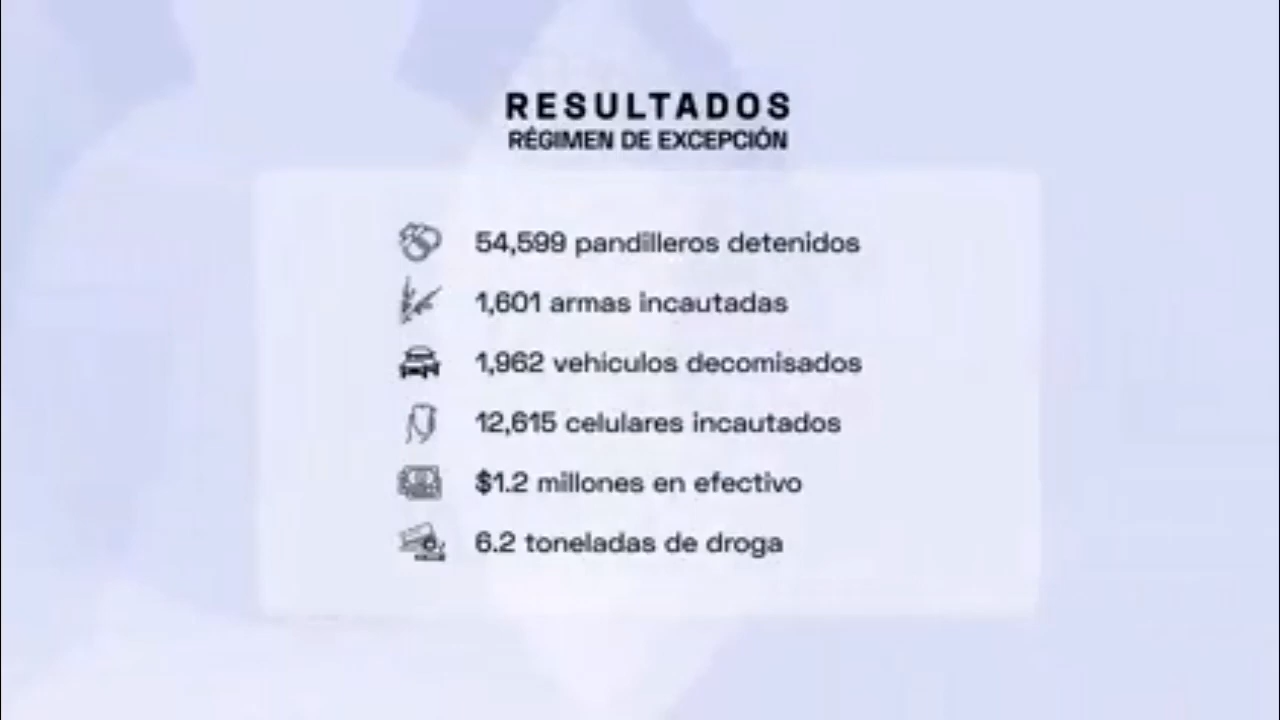 RESULTADOS
RÉGIMEN DE EXCEPCIÓN
54,599 pandilleros detenidos
1,601 armas incautadas
1,962 vehiculos decomisados
12,615 celulares incautados
$1.2 millones en efectivo
6.2 toneladas de droga